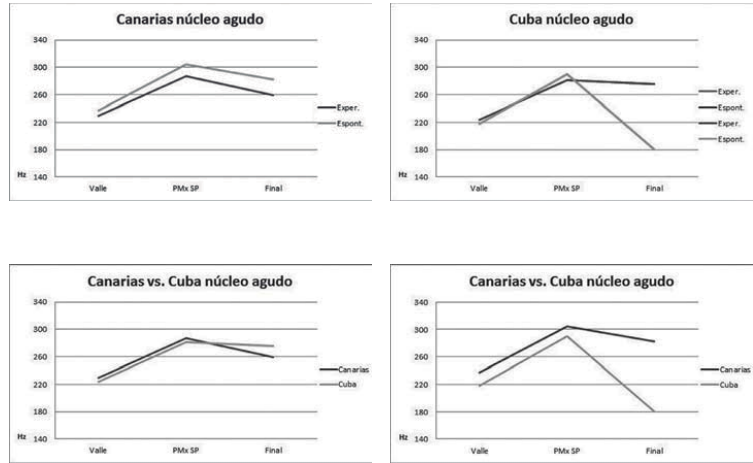 Canarias núcleo agudo
340
300
260
220
180
Hz 140
Valle PMx SP Final
Exper.
Espont.
Cuba núcleo agudo
340
300
260
220
180
Hz 140
Valle PMx SP Final
Exper.
Espont.
Exper.
Espont.
Canarias vs. Cuba núcleo agudo
340
300
260
220
180
Hz 140
Valle PMx SP Final
Canarias
Cuba
Canarias vs. Cuba núcleo agudo
340
300
260
220
180
Hz 140
Valle PMx SP Final
Canarias
Cuba